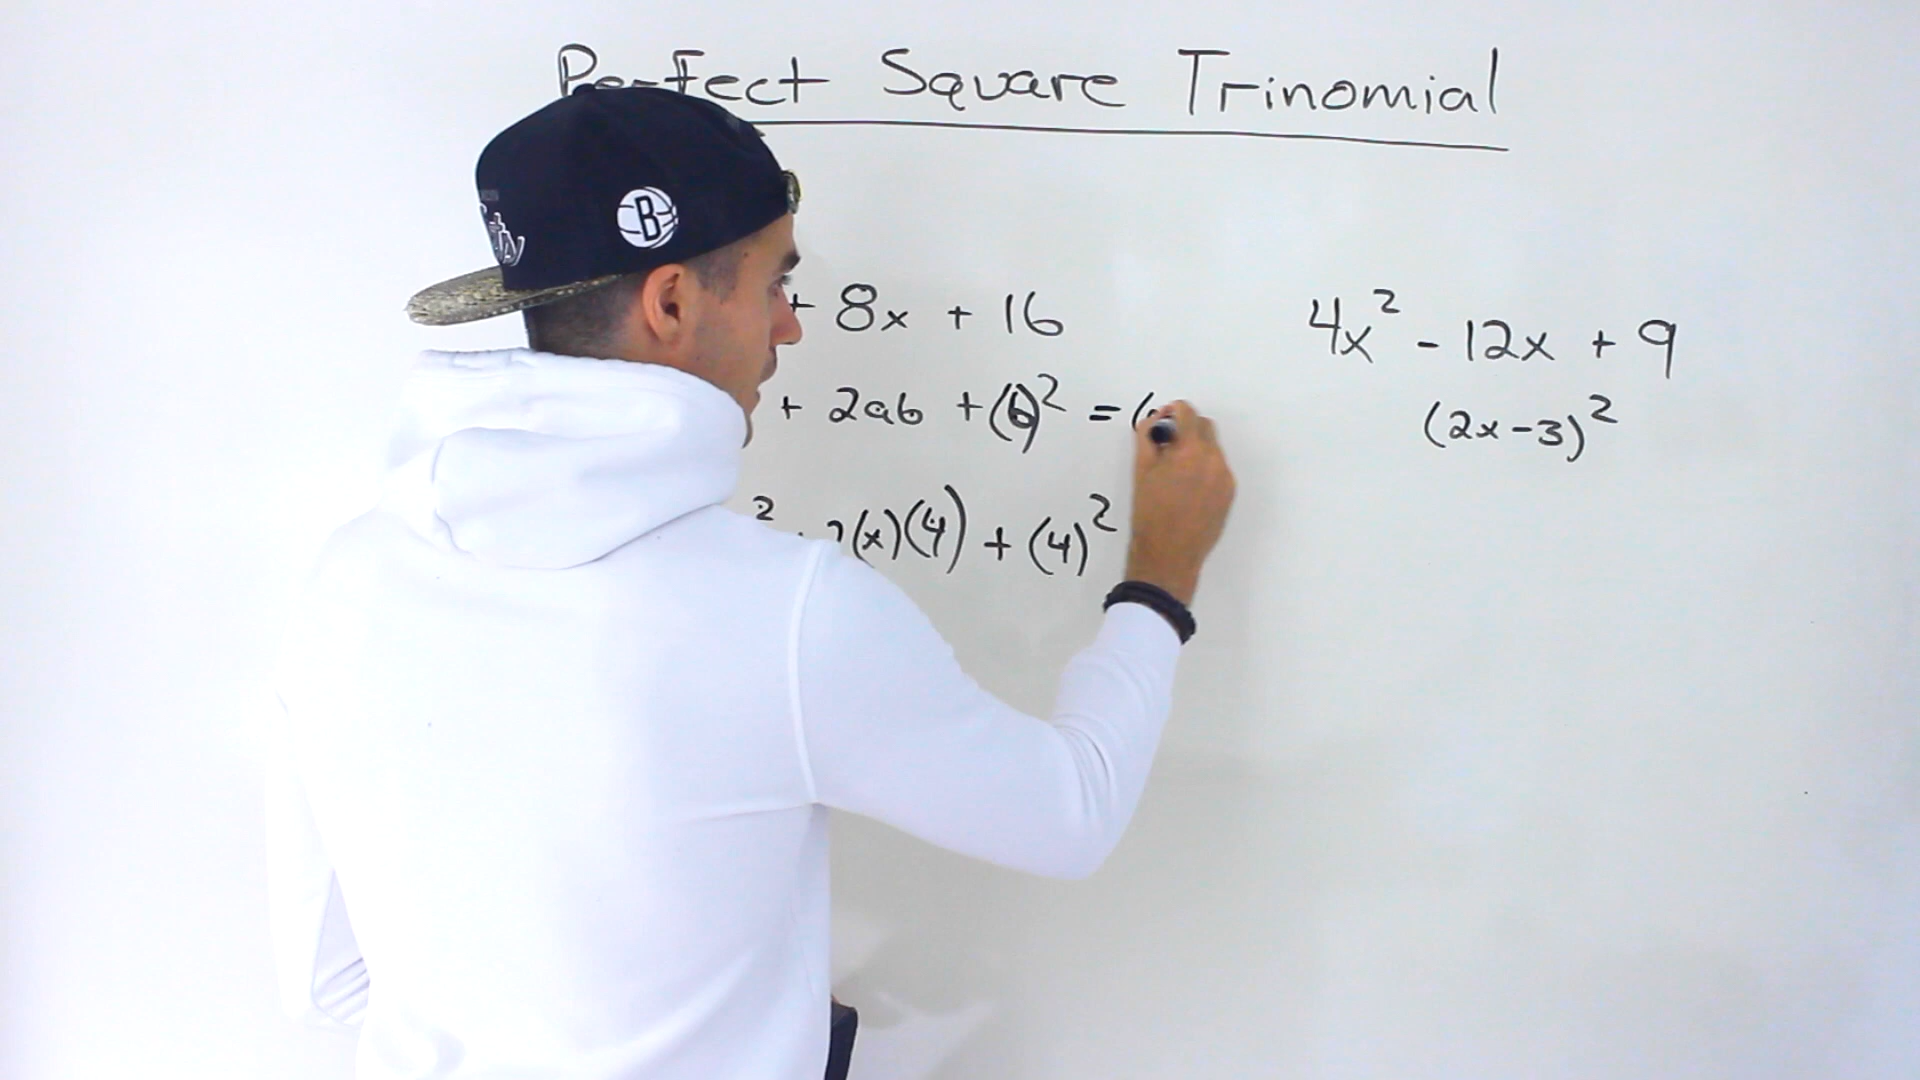 Perfect Square Trinomial
+ 8x + 16
+ 2ab + (b)² = (
² + 2(x)(4) + (4)²
4x² - 12x + 9
(2x-3)²
B